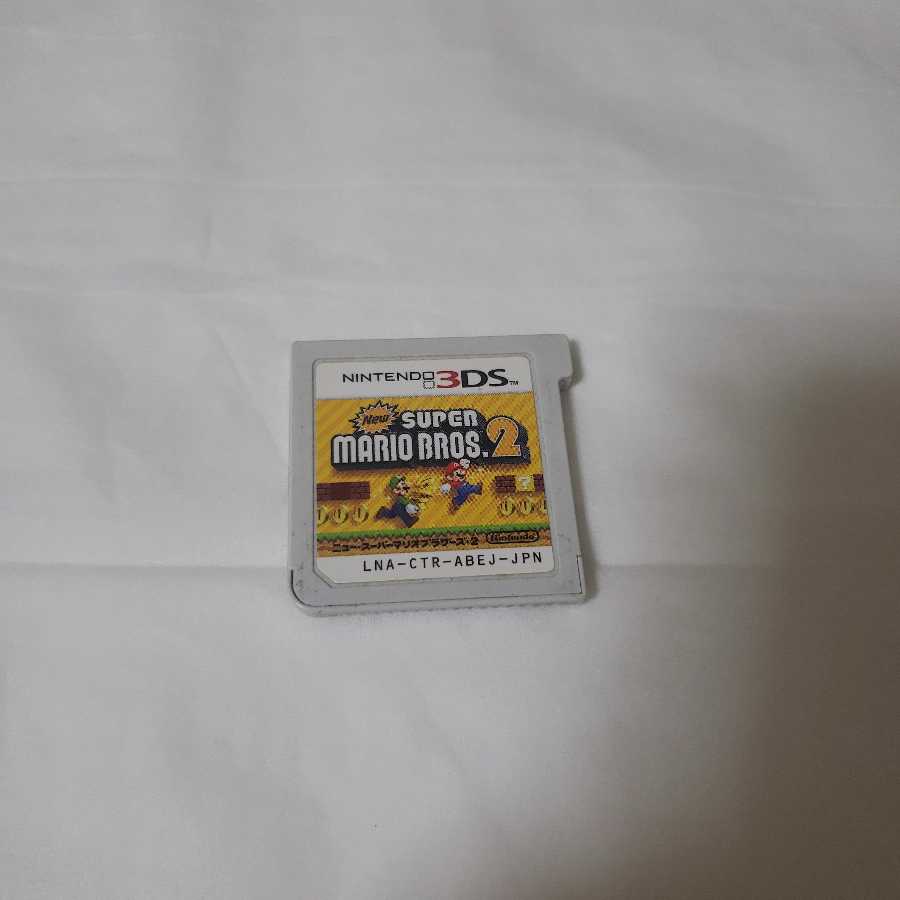 NINTENDO 3DS™
New SUPER
MARIO BROS. 2
?
ニュー・スーパーマリオブラザーズ・2 Nintendo
LNA-CTR-ABEJ-JPN